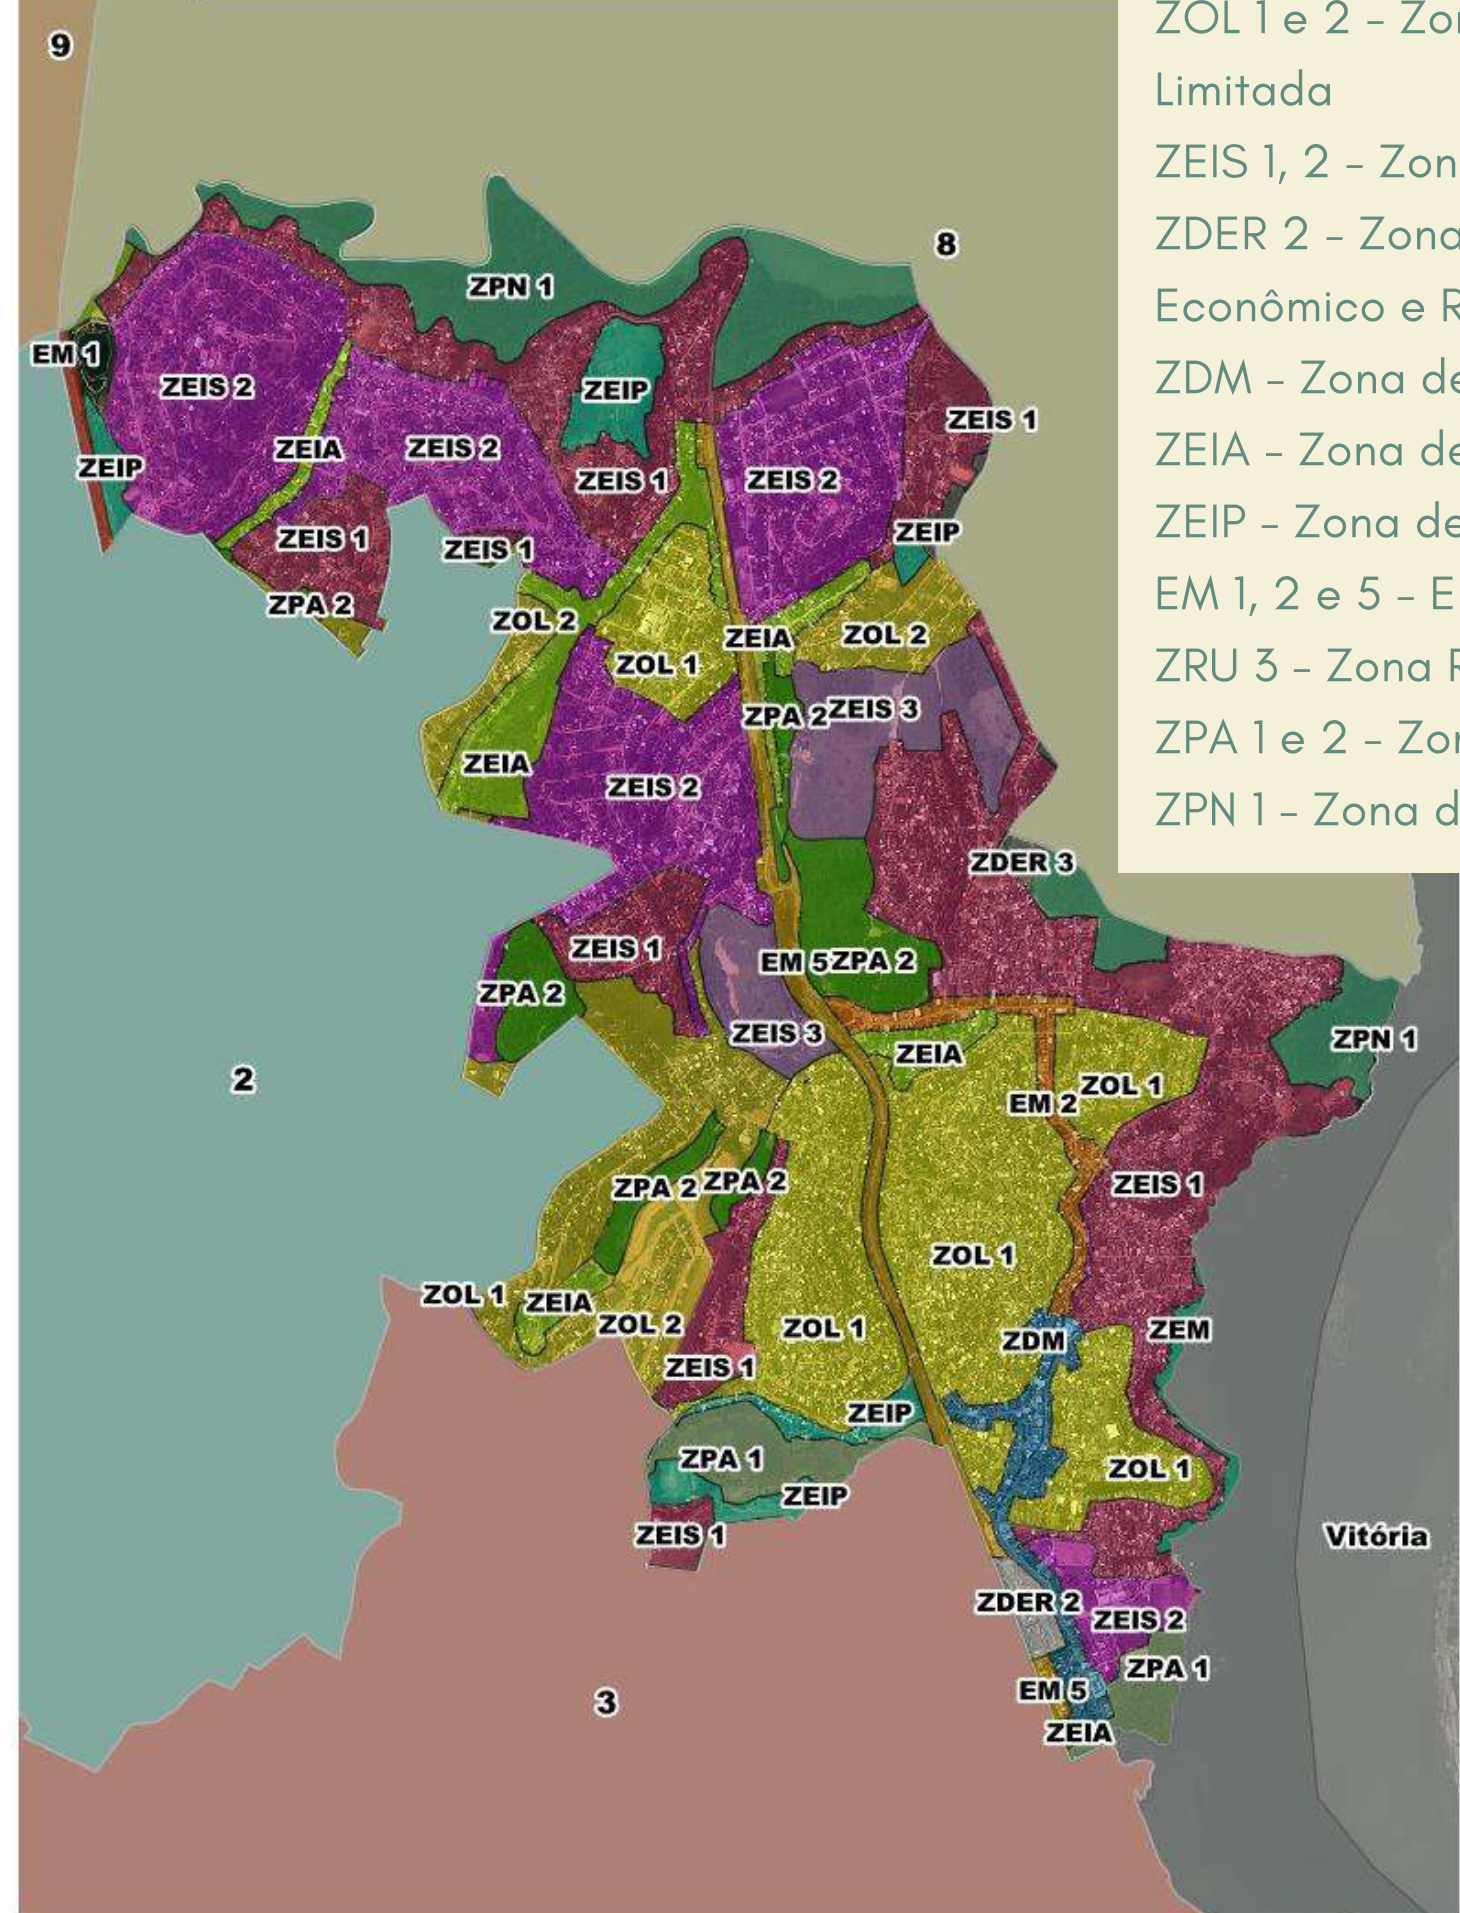 ZOL 1 e 2 - Zo
Limitada
ZEIS 1, 2 - Zon
ZDER 2 - Zona
Econômico e R
ZDM - Zona de
ZEIA - Zona de
ZEIP - Zona de
EM 1, 2 e 5 - E
ZRU 3 - Zona R
ZPA 1 e 2 - Zo
ZPN 1 - Zona d
9
8
ZPN 1
EM 1
ZEIS 2
ZEIP
ZEIS 1
ZEIA
ZEIS 2
ZEIP
ZEIS 1
ZEIS 2
ZEIS 1
ZEIS 1
ZEIP
ZPA 2
ZOL 2
ZEIA
ZOL 2
ZOL 1
ZPA 2
ZEIS 3
ZEIA
ZEIS 2
ZDER 3
ZEIS 1
EM 5
ZPA 2
ZPA 2
ZEIS 3
ZEIA
ZPN 1
2
EM 2
ZOL 1
ZPA 2
ZPA 2
ZEIS 1
ZOL 1
ZOL 1
ZEIA
ZOL 2
ZOL 1
ZDM
ZEM
ZEIS 1
ZEIP
ZPA 1
ZOL 1
ZEIP
ZEIS 1
Vitória
ZDER 2
ZEIS 2
ZPA 1
EM 5
3
ZEIA